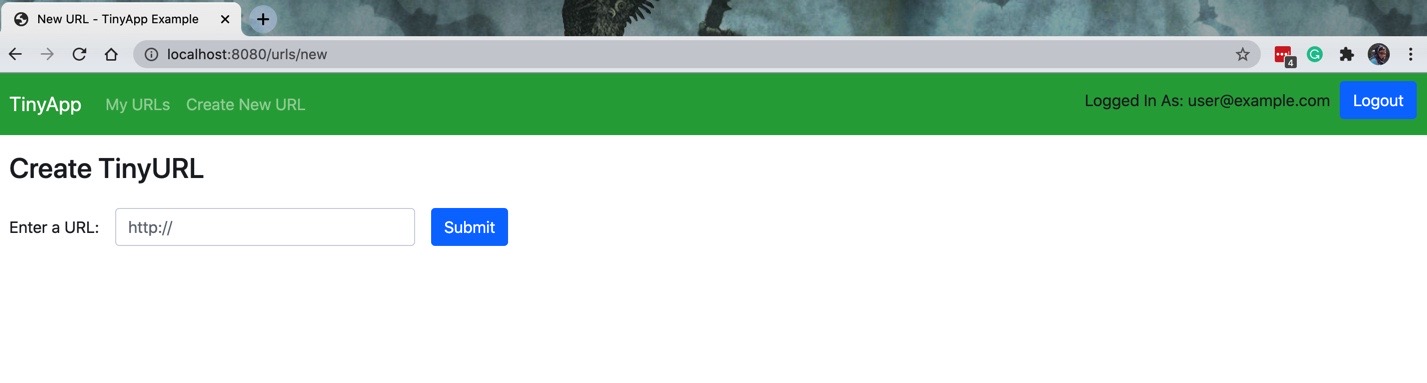 New URL - TinyApp Example
localhost:8080/urls/new
4
TinyApp My URLs Create New URL Logged In As: user@example.com Logout
Create TinyURL
Enter a URL: http:// Submit